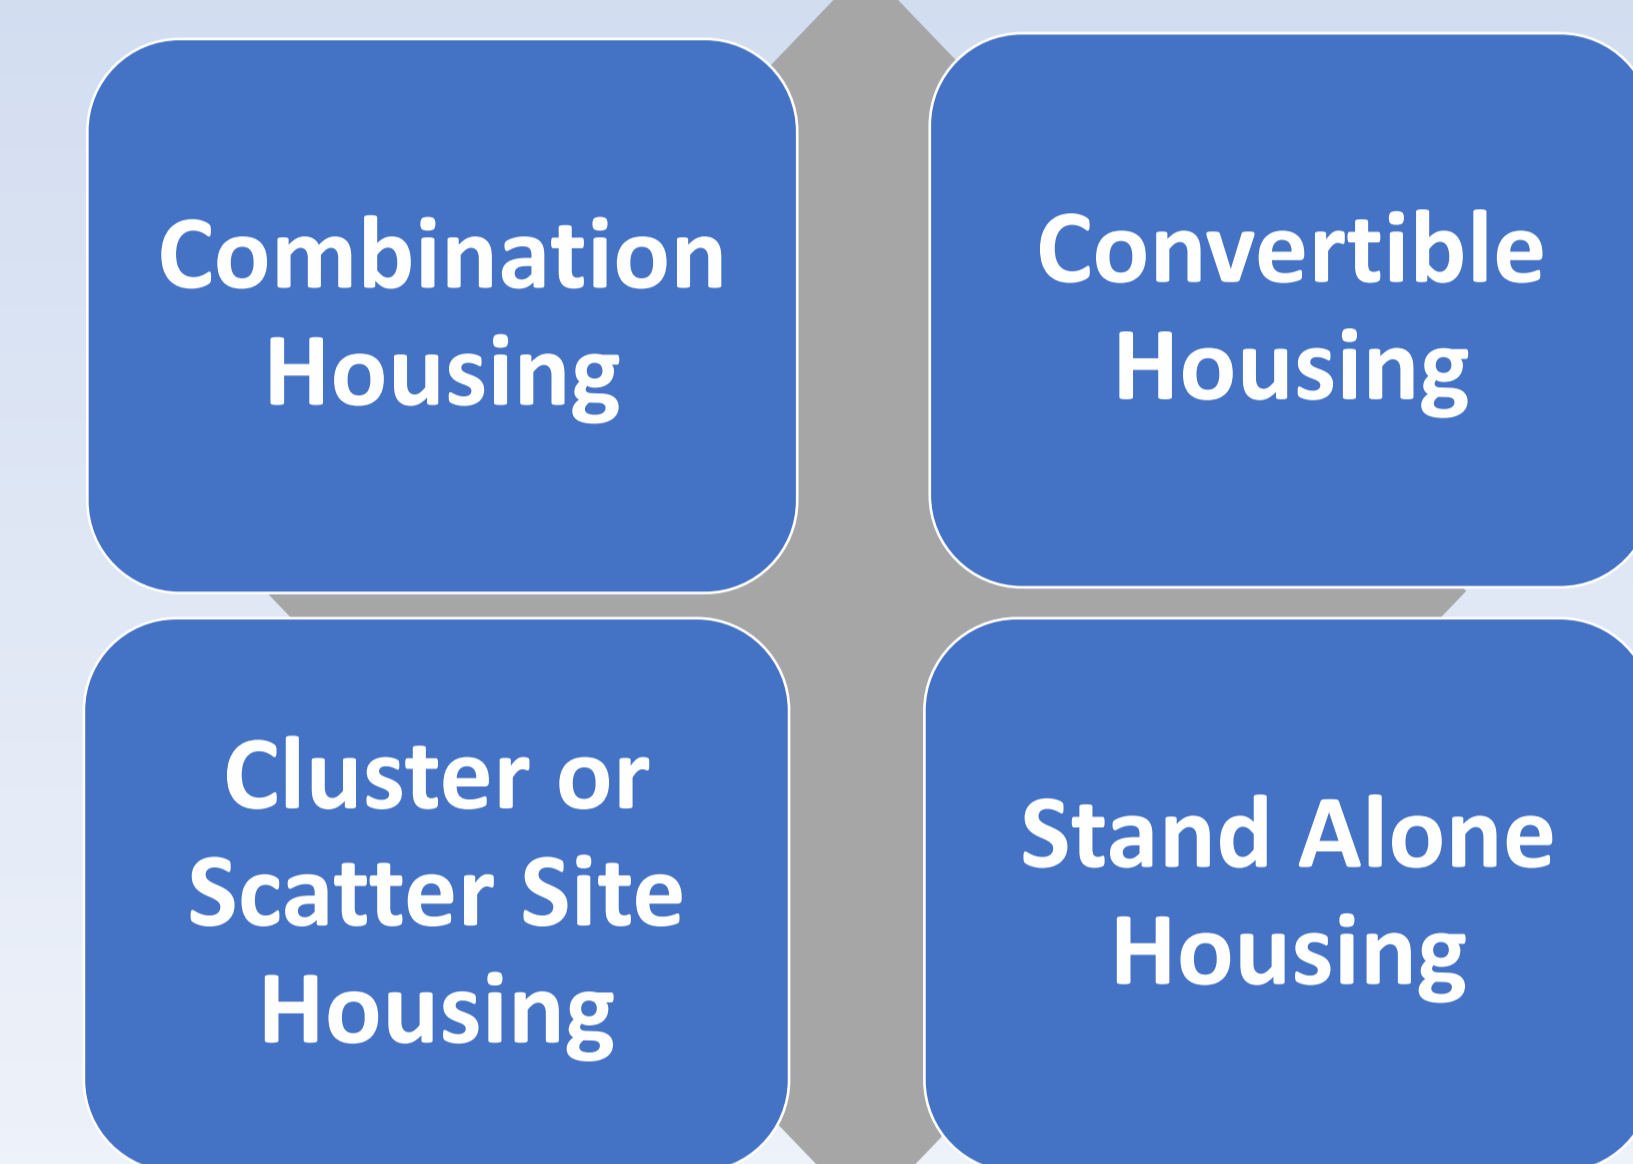 Combination
Housing
Convertible
Housing
Cluster or
Scatter Site
Housing
Stand Alone
Housing